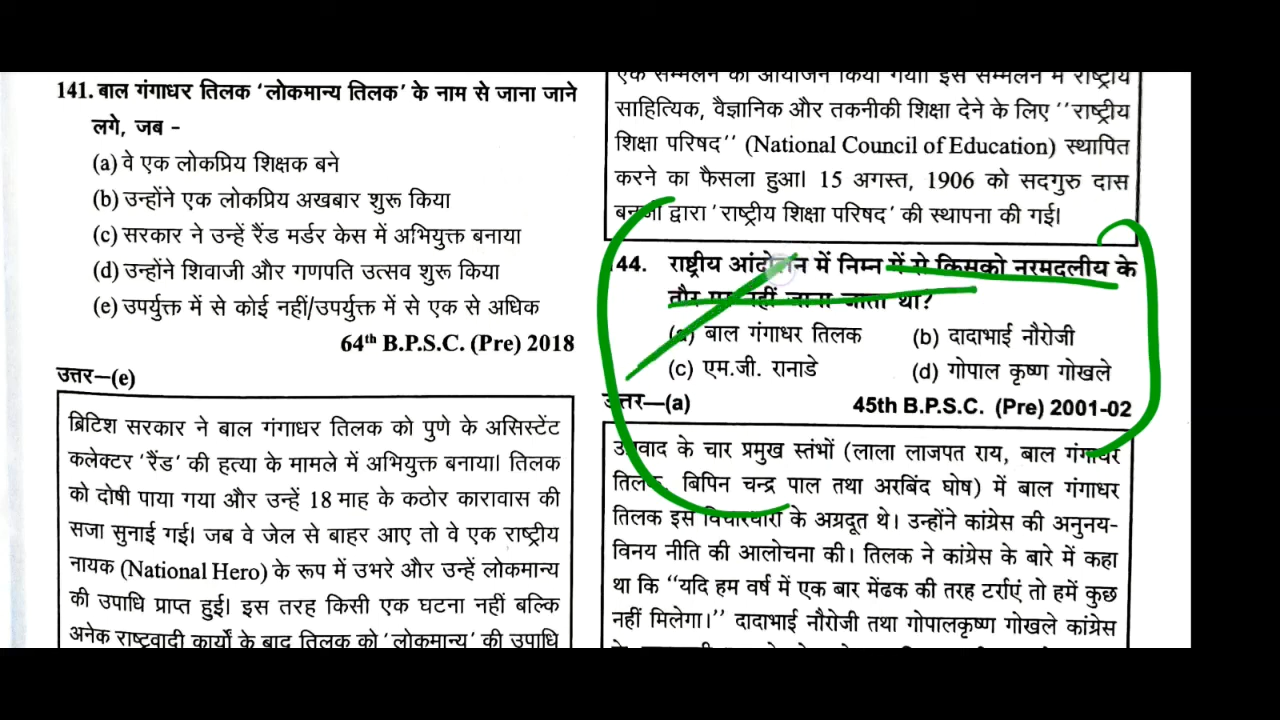 141. बाल गंगाधर तिलक 'लोकमान्य तिलक' के नाम से जाना जाने
लगे, जब -
(a) वे एक लोकप्रिय शिक्षक बने
(b) उन्होंने एक लोकप्रिय अखबार शुरू किया
(c) सरकार ने उन्हें रैंड मर्डर केस में अभियुक्त बनाया
(d) उन्होंने शिवाजी और गणपति उत्सव शुरू किया
(e) उपर्युक्त में से कोई नहीं/उपर्युक्त में से एक से अधिक
64th B.P.S.C. (Pre) 2018
उत्तर—(e)
ब्रिटिश सरकार ने बाल गंगाधर तिलक को पुणे के असिस्टेंट
कलेक्टर 'रैंड' की हत्या के मामले में अभियुक्त बनाया। तिलक
को दोषी पाया गया और उन्हें 18 माह के कठोर कारावास की
सजा सुनाई गई। जब वे जेल से बाहर आए तो वे एक राष्ट्रीय
नायक (National Hero) के रूप में उभरे और उन्हें लोकमान्य
की उपाधि प्राप्त हुई। इस तरह किसी एक घटना नहीं बल्कि
अनेक राष्ट्रवादी कार्यों के बाद तिलक को 'लोकमान्य' की उपाधि
एक सम्मेलन का आयोजन किया गया। इस सम्मेलन में राष्ट्रीय
साहित्यिक, वैज्ञानिक और तकनीकी शिक्षा देने के लिए ''राष्ट्रीय
शिक्षा परिषद'' (National Council of Education) स्थापित
करने का फैसला हुआ। 15 अगस्त, 1906 को सदगुरु दास
बनर्जी द्वारा 'राष्ट्रीय शिक्षा परिषद' की स्थापना की गई।
144. राष्ट्रीय आंदोलन में निम्न में से किसको नरमदलीय के
तौर पर नहीं जाना जाता था?
(a) बाल गंगाधर तिलक (b) दादाभाई नौरोजी
(c) एम.जी. रानाडे (d) गोपाल कृष्ण गोखले
उत्तर—(a) 45th B.P.S.C. (Pre) 2001-02
उग्रवाद के चार प्रमुख स्तंभों (लाला लाजपत राय, बाल गंगाधर
तिलक, बिपिन चन्द्र पाल तथा अरबिंद घोष) में बाल गंगाधर
तिलक इस विचारधारा के अग्रदूत थे। उन्होंने कांग्रेस की अनुनय-
विनय नीति की आलोचना की। तिलक ने कांग्रेस के बारे में कहा
था कि ''यदि हम वर्ष में एक बार मेंढक की तरह टर्राएं तो हमें कुछ
नहीं मिलेगा।'' दादाभाई नौरोजी तथा गोपालकृष्ण गोखले कांग्रेस